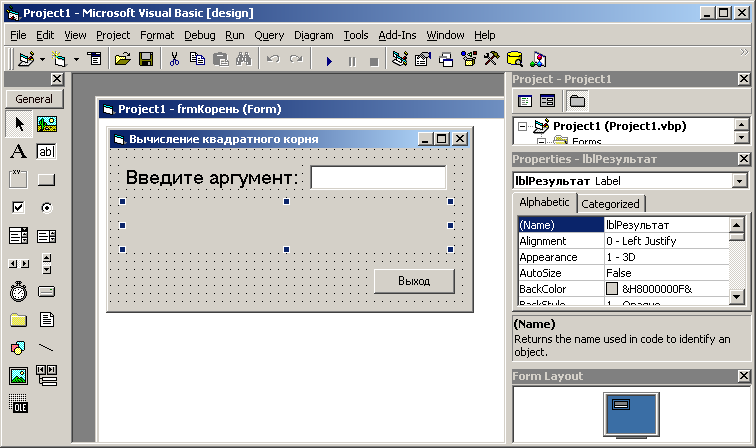 Project1 - Microsoft Visual Basic [design]
File Edit View Project Format Debug Run Query Diagram Tools Add-Ins Window Help
General
A
ab
xv
OLE
Project1 - frmКорень (Form)
Вычисление квадратного корня
Введите аргумент:
Выход
Project - Project1
Project1 (Project1.vbp)
Forms
Properties - lblРезультат
lblРезультат Label
Alphabetic Categorized
(Name) lblРезультат
Alignment 0 - Left Justify
Appearance 1 - 3D
AutoSize False
BackColor &H8000000F&
BackStyle 1 - Opaque
(Name)
Returns the name used in code to identify an
object.
Form Layout